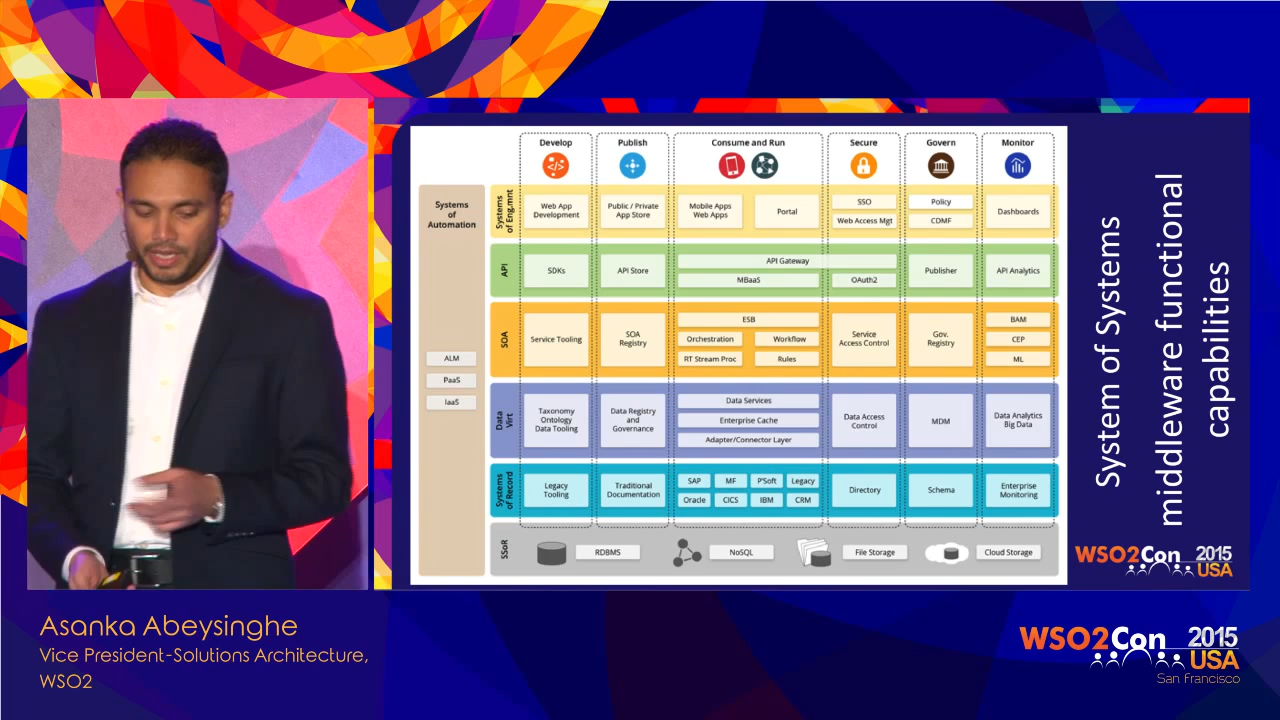 Develop
Publish
Consume and Run
Secure
Govern
Monitor
Systems
of
Automation
ALM
PaaS
IaaS
Systems
of Eng.mnt
Web App
Development
Public / Private
App Store
Mobile Apps
Web Apps
Portal
SSO
Web Access Mgt
Policy
CDMF
Dashboards
API
SDKs
API Store
API Gateway
MBaaS
OAuth2
Publisher
API Analytics
SOA
Service Tooling
SOA
Registry
ESB
Orchestration
Workflow
RT Stream Proc
Rules
Service
Access Control
Gov.
Registry
BAM
CEP
ML
Data
Virt
Taxonomy
Ontology
Data Tooling
Data Registry
and
Governance
Data Services
Enterprise Cache
Adapter/Connector Layer
Data Access
Control
MDM
Data Analytics
Big Data
Systems
of Record
Legacy
Tooling
Traditional
Documentation
SAP
MF
P'Soft
Legacy
Oracle
CICS
IBM
CRM
Directory
Schema
Enterprise
Monitoring
SSoR
RDBMS
NoSQL
File Storage
Cloud Storage
System of Systems
middleware functional
capabilities
WSO2Con 2015
USA
Asanka Abeysinghe
Vice President-Solutions Architecture,
WSO2
WSO2Con 2015
USA
San Francisco